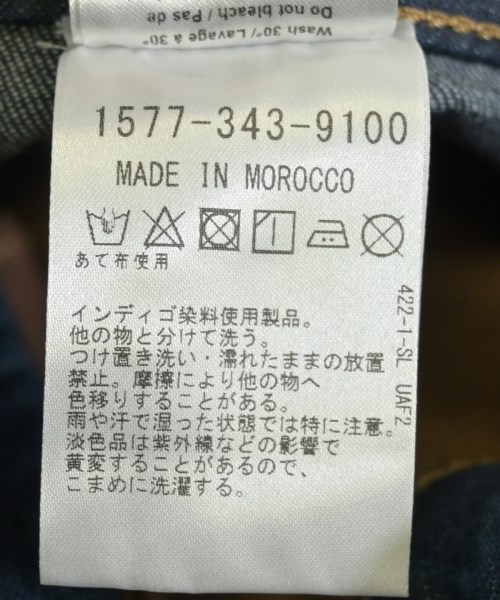 Do not bleach / Pas de
Wash 30°/ Lavage à 30°
1577-343-9100
MADE IN MOROCCO
あて布使用
インディゴ染料使用製品。
他の物と分けて洗う。
つけ置き洗い・濡れたままの放置
禁止。摩擦により他の物へ
色移りすることがある。
雨や汗で湿った状態では特に注意。
淡色品は紫外線などの影響で
黄変することがあるので、
こまめに洗濯する。
422-1-SL UAF2